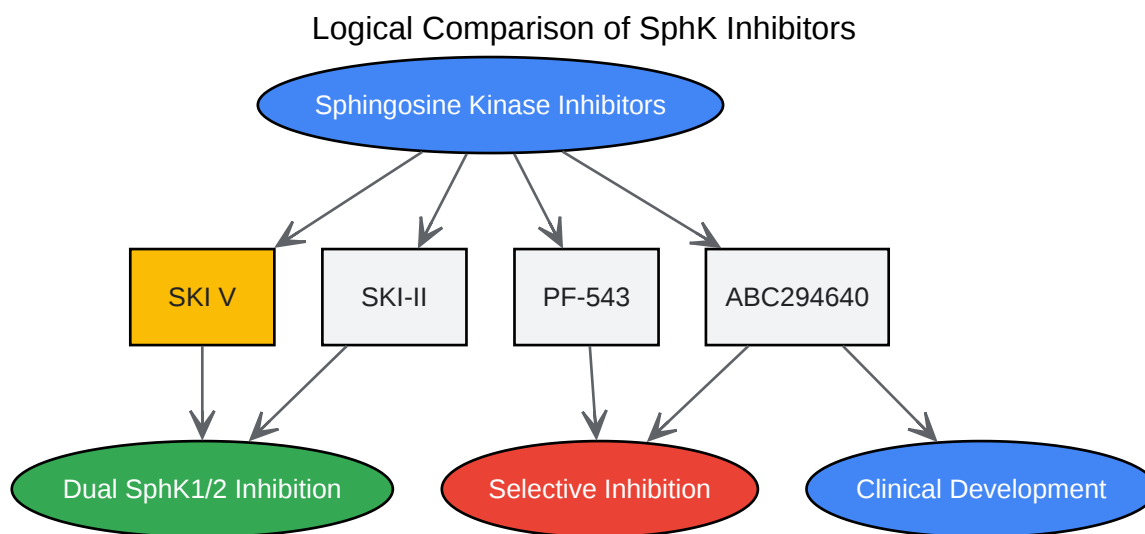 Logical Comparison of SphK Inhibitors
Sphingosine Kinase Inhibitors
SKI V
SKI-II
PF-543
ABC294640
Dual SphK1/2 Inhibition
Selective Inhibition
Clinical Development